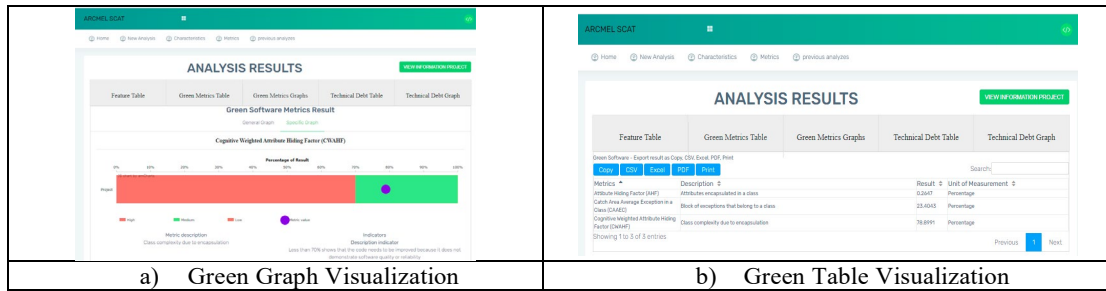 ARCHEL SCAT
Home New Analysis Characteristics Metrics previous analyzes
ANALYSIS RESULTS
VIEW INFORMATION PROJECT
Feature Table Green Metrics Table Green Metrics Graphs Technical Debt Table Technical Debt Graph
Green Software Metrics Result
General Graph Specific Graph
Cognitive Weighted Attribute Hiding Factor (CWAHF)
Percentage of Result
0% 10% 20% 30% 40% 50% 60% 70% 80% 90% 100%
Project
High Medium Low Metric value
Metric description
Class complexity due to encapsulation
Indicators
Description indicator
Less than 70% shows that the code needs to be improved because it does not
demonstrate software quality or reliability.
a) Green Graph Visualization
ARCHEL SCAT
</>
Home New Analysis Characteristics Metrics previous analyzes
ANALYSIS RESULTS
VIEW INFORMATION PROJECT
Feature Table Green Metrics Table Green Metrics Graphs Technical Debt Table Technical Debt Graph
Green Software - Export result as Copy, CSV, Excel, PDF, Print
Copy CSV Excel PDF Print
Search:
Metrics Description Result Unit of Measurement
Attribute Hiding Factor (AHF) Attributes encapsulated in a class 0.2647 Percentage
Catch Area Average Exception in a
Class (CAAEC) Block of exceptions that belong to a class 23.4043 Percentage
Cognitive Weighted Attribute Hiding
Factor (CWAHF) Class complexity due to encapsulation 78.8991 Percentage
Showing 1 to 3 of 3 entries
Previous 1 Next
b) Green Table Visualization